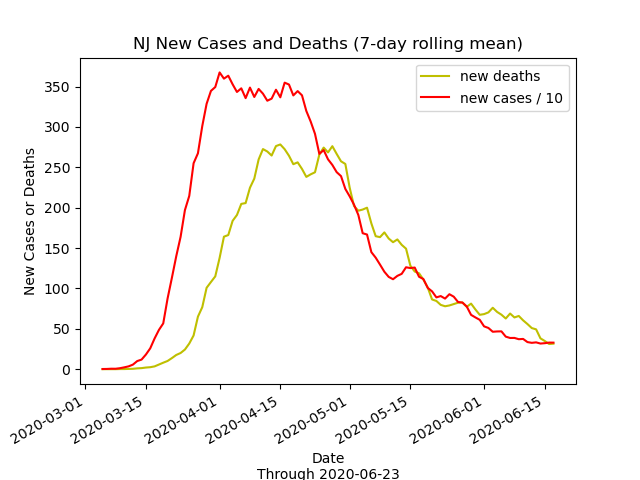 NJ New Cases and Deaths (7-day rolling mean)
new deaths
new cases / 10
350
300
250
200
150
100
50
0
New Cases or Deaths
2020-03-01
2020-03-15
2020-04-01
2020-04-15
2020-05-01
2020-05-15
2020-06-01
2020-06-15
Date
Through 2020-06-23